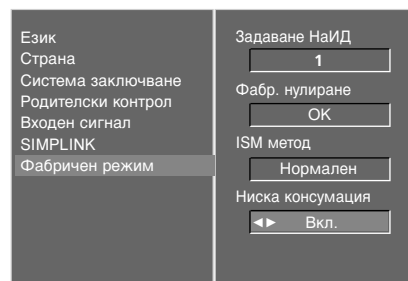 Език
Страна
Система заключване
Родителски контрол
Входен сигнал
SIMPLINK
Фабричен режим
Задаване НаИД
1
Фабр. нулиране
ОК
ISM метод
Нормален
Ниска консумация
◄► Вкл.